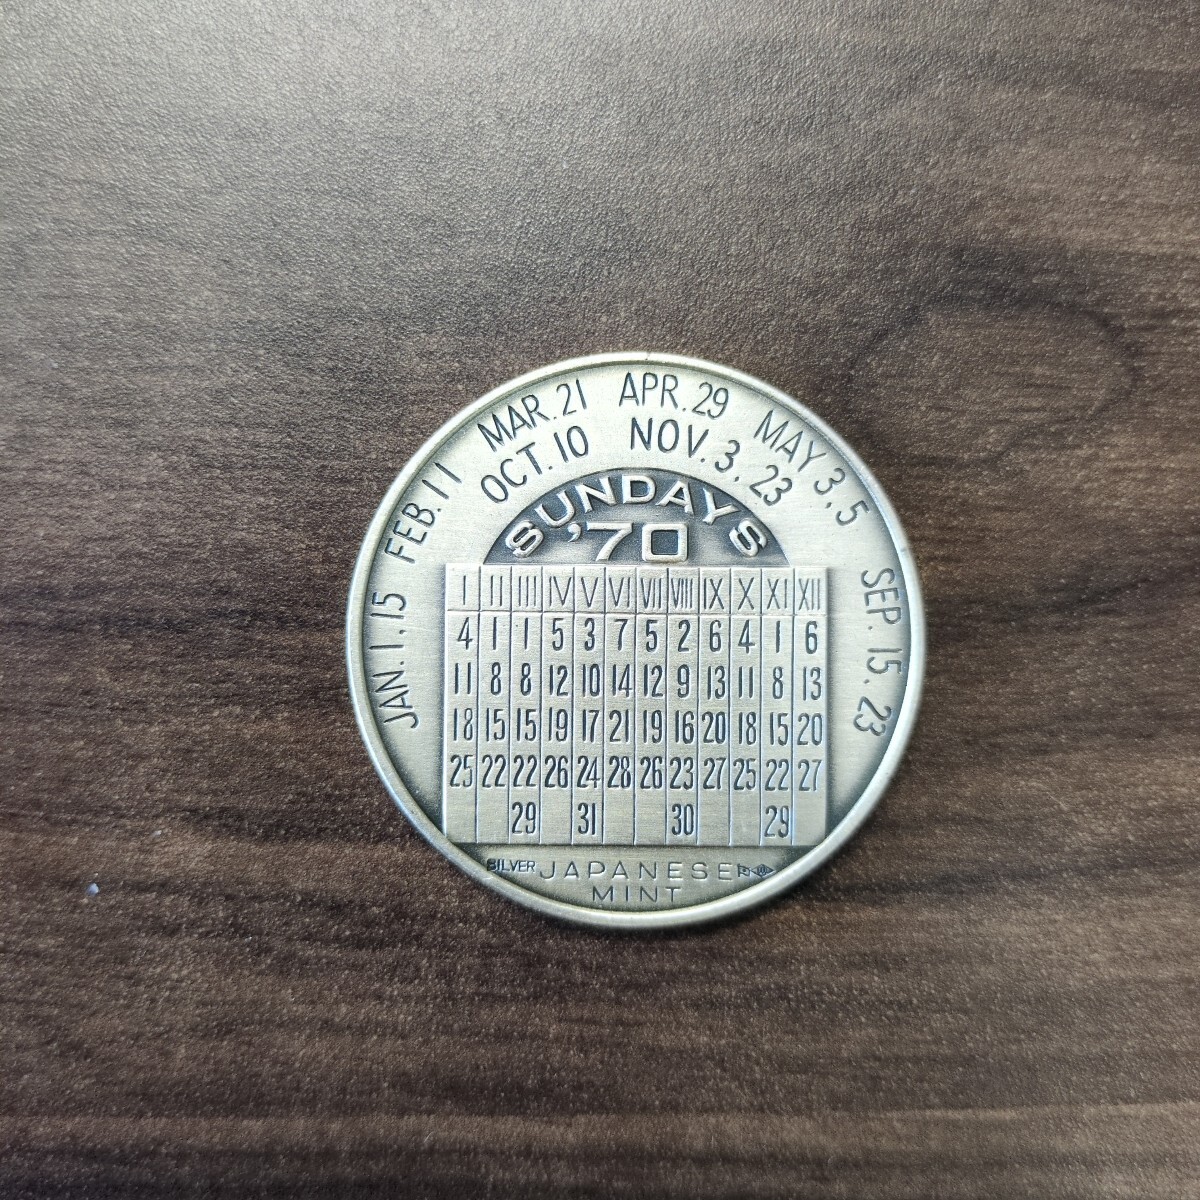 JAN. 1. 15 FEB. 11 MAR. 21 APR. 29 MAY 3, 5 SEP. 15. 23
OCT. 10 NOV. 3, 23
SUNDAYS
'70
I II III IV V VI VII VIII IX X XI XII
4 1 1 5 3 7 5 2 6 4 1 6
11 8 8 12 10 14 12 9 13 11 8 13
18 15 15 19 17 21 19 16 20 18 15 20
25 22 22 26 24 28 26 23 27 25 22 27
29 31 30 29
SILVER JAPANESE
MINT